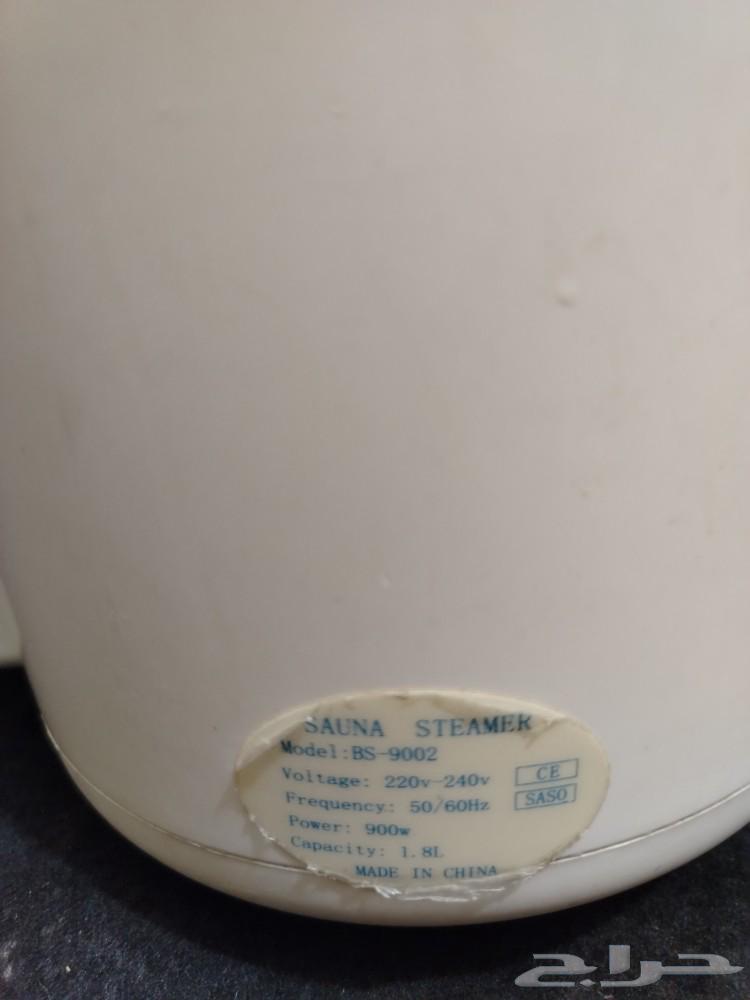 SAUNA STEAMER
Model:BS-9002
Voltage: 220v-240v
CE
Frequency: 50/60Hz
SASO
Power: 900w
Capacity: 1.8L
MADE IN CHINA
حراج